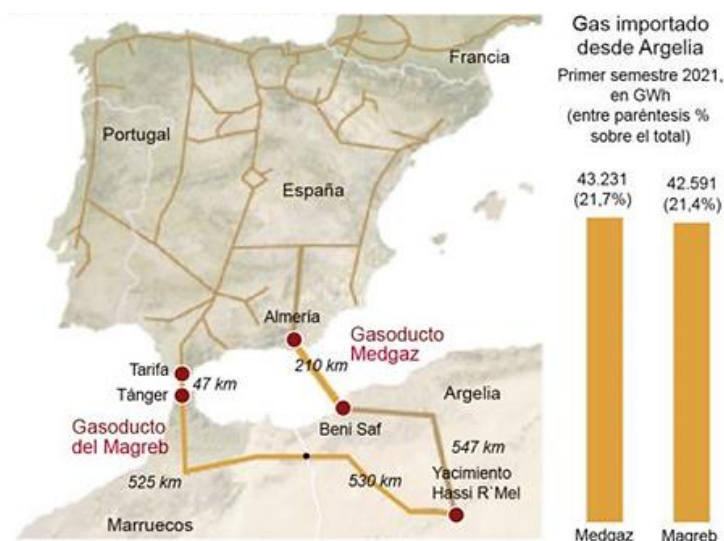 Francia
Portugal
España
Almería
Gasoducto
Medgaz
210 km
Tarifa
47 km
Tánger
Argelia
Beni Saf
Gasoducto
del Magreb
547 km
Yacimiento
Hassi R`Mel
525 km
530 km
Marruecos
Gas importado
desde Argelia
Primer semestre 2021,
en GWh
(entre paréntesis %
sobre el total)
43.231
(21,7%)
42.591
(21,4%)
Medgaz
Magreb